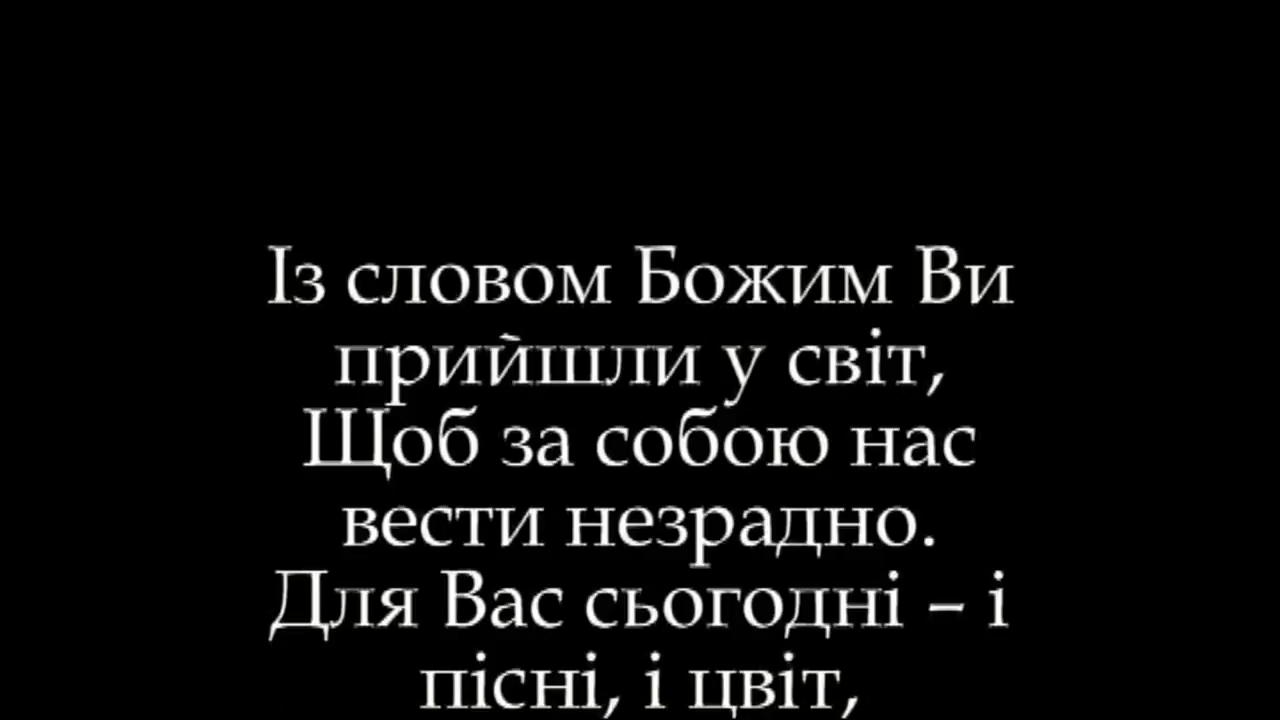 Із словом Божим Ви
прийшли у світ,
Щоб за собою нас
вести незрадно.
Для Вас сьогодні – і
пісні, і цвіт,